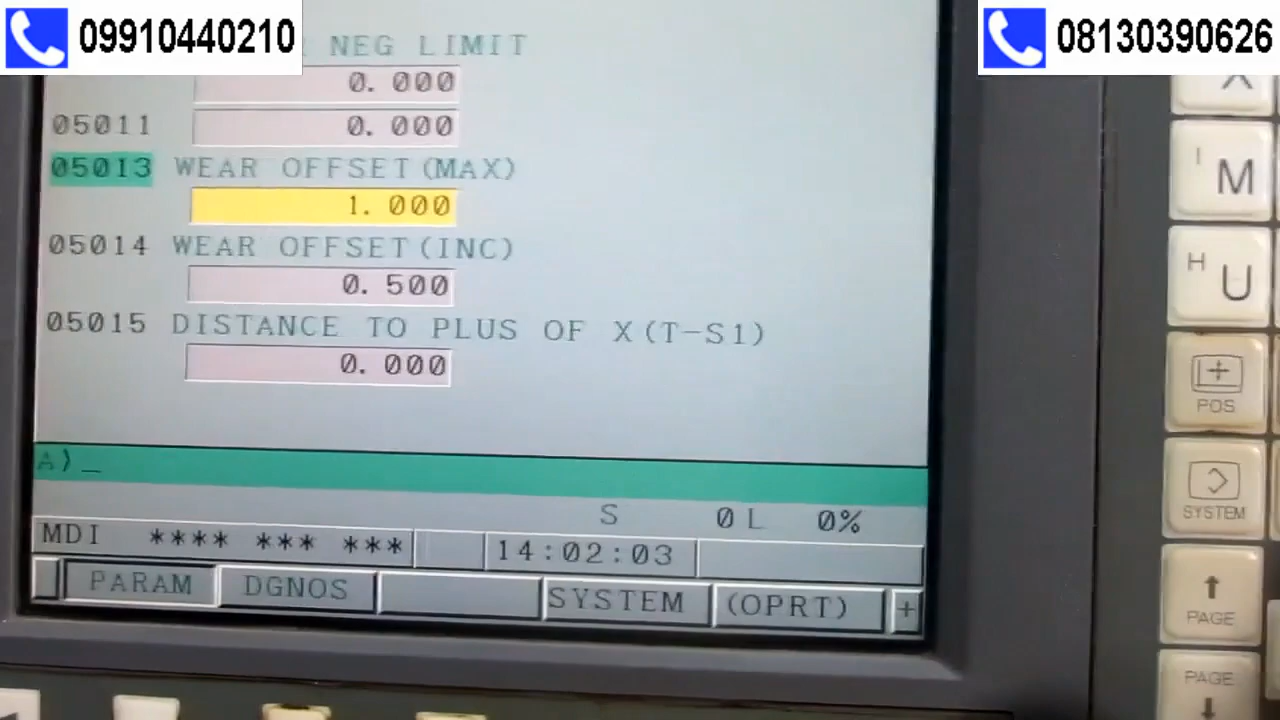 09910440210
08130390626
NEG LIMIT
0.000
05011 0.000
05013 WEAR OFFSET(MAX)
1.000
05014 WEAR OFFSET(INC)
0.500
05015 DISTANCE TO PLUS OF X(T-S1)
0.000
A)_
S 0 L 0%
MDI **** *** *** 14:02:03
PARAM DGNOS SYSTEM (OPRT) +
X
I M
H U
POS
SYSTEM
↑
PAGE
PAGE
↓